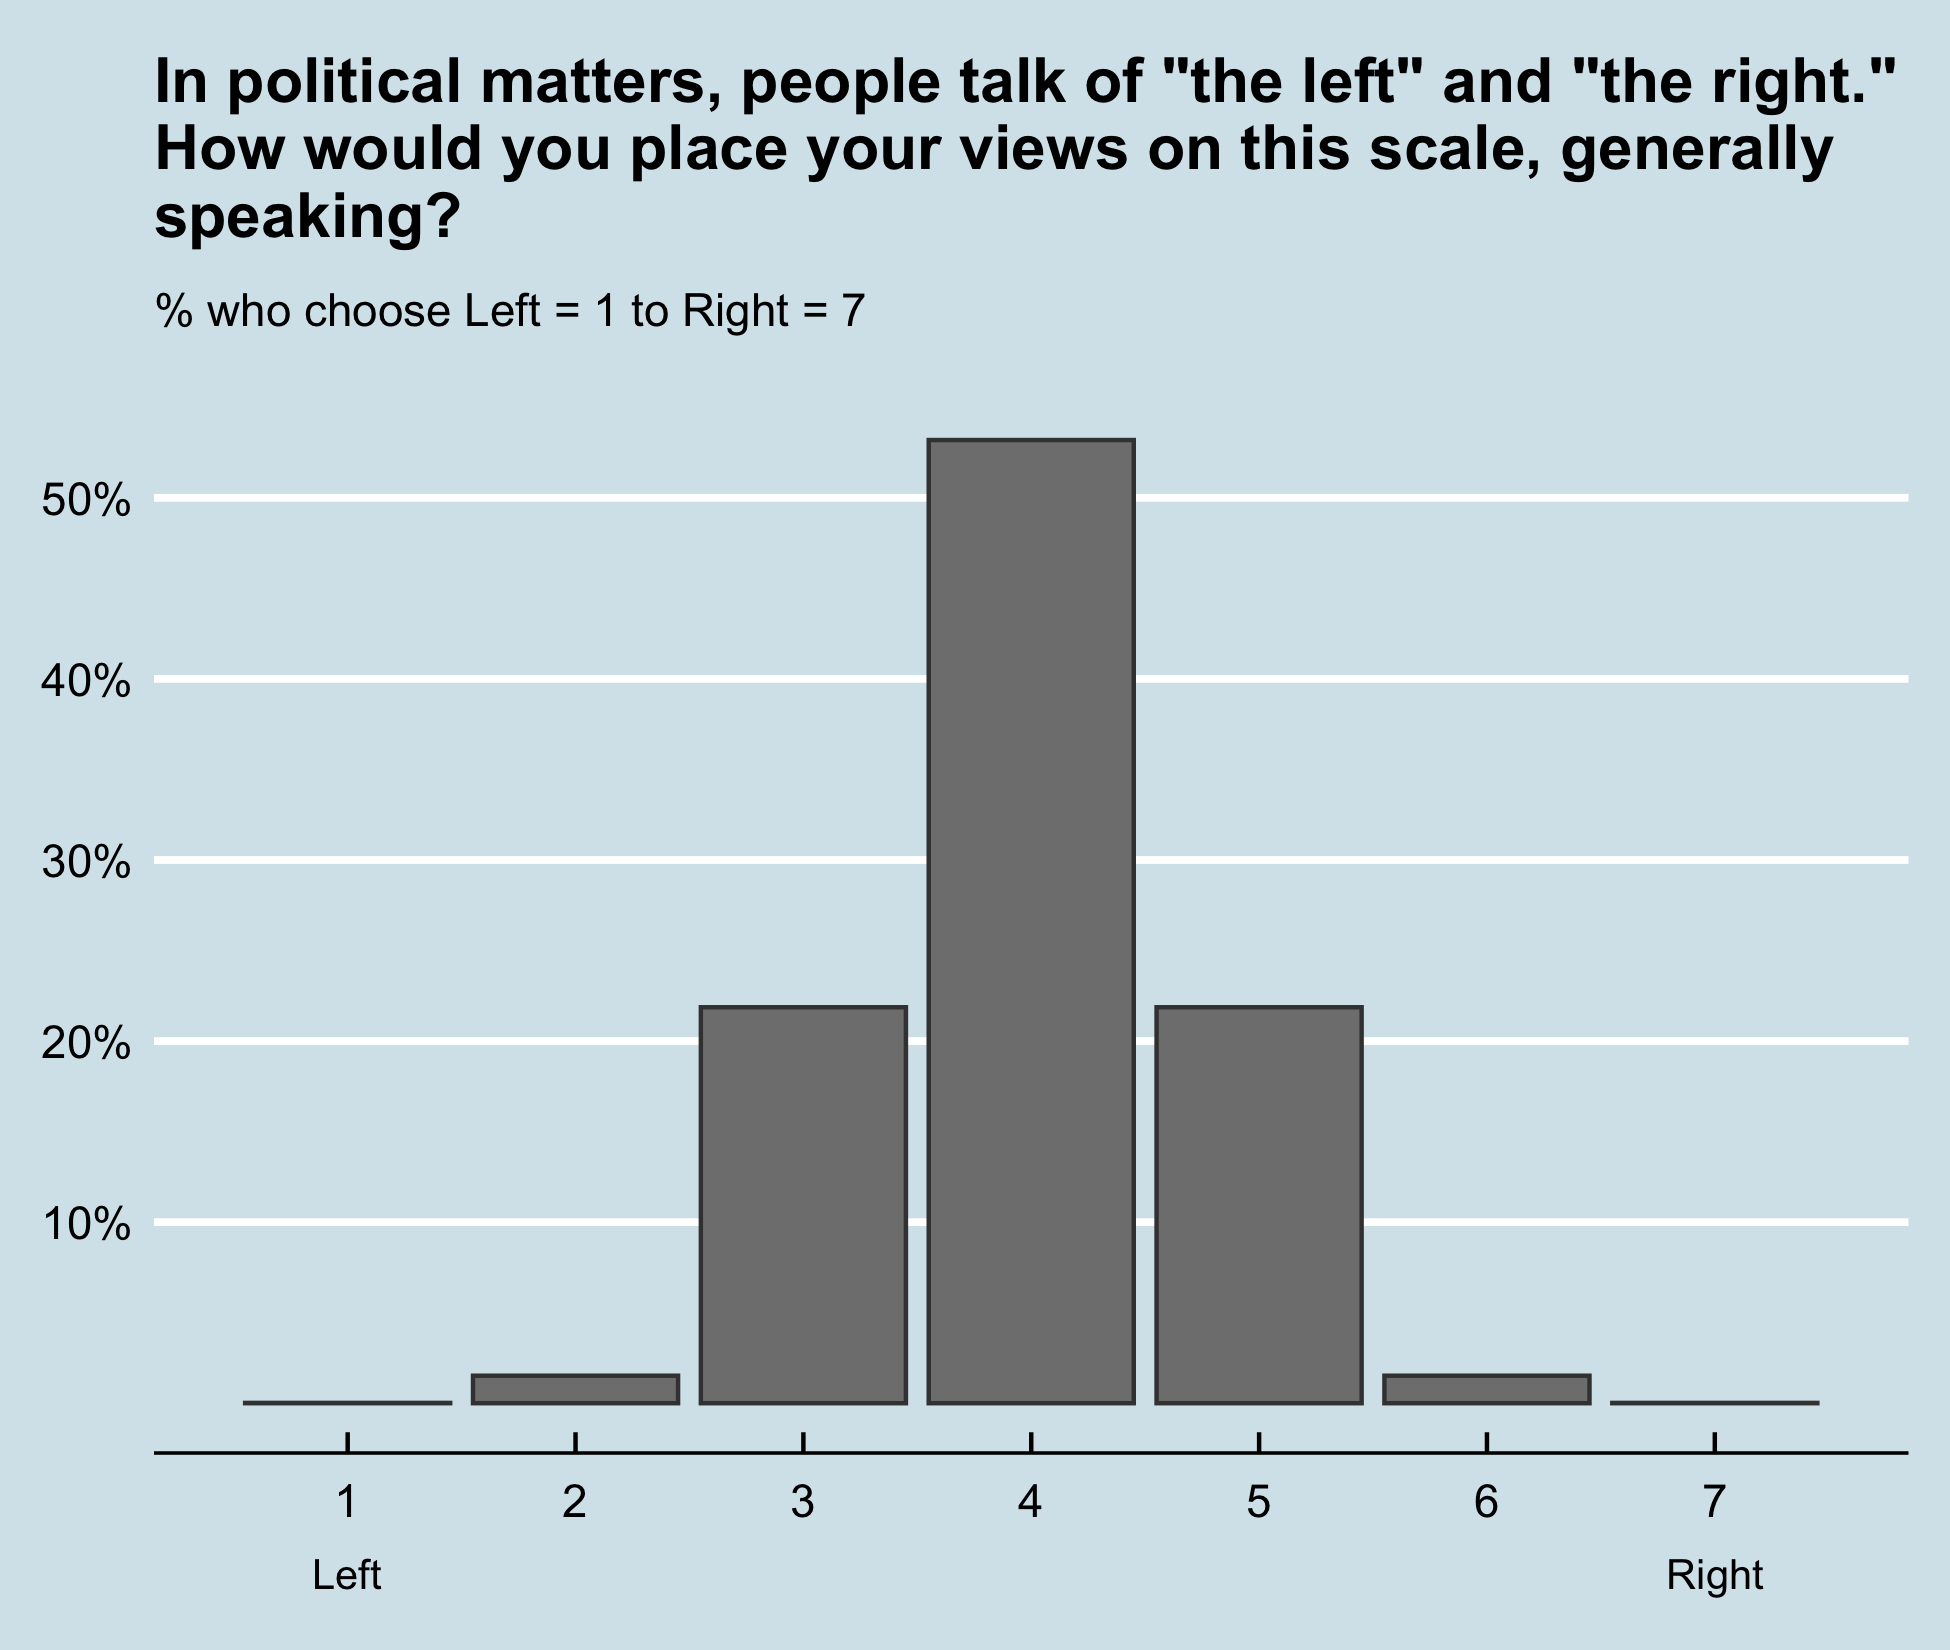 In political matters, people talk of "the left" and "the right."
How would you place your views on this scale, generally
speaking?
% who choose Left = 1 to Right = 7
50%
40%
30%
20%
10%
1 2 3 4 5 6 7
Left Right